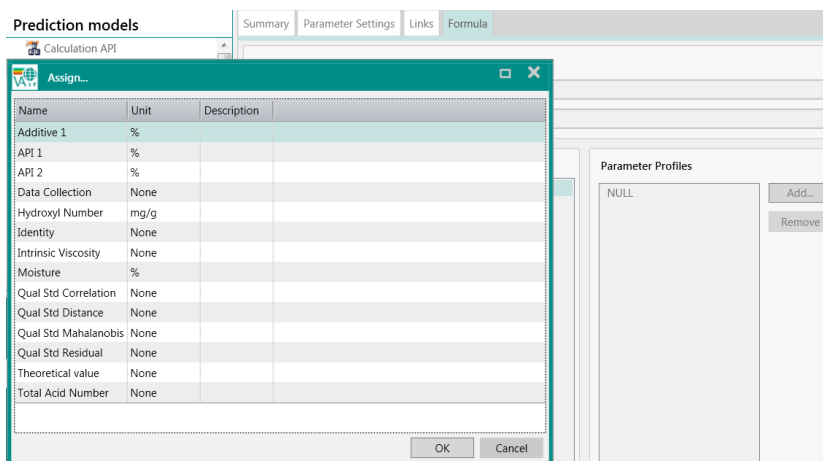 Prediction models
Summary Parameter Settings Links Formula
Calculation API
Assign...
Name Unit Description
Additive 1 %
API 1 %
API 2 %
Data Collection None
Hydroxyl Number mg/g
Identity None
Intrinsic Viscosity None
Moisture %
Qual Std Correlation None
Qual Std Distance None
Qual Std Mahalanobis None
Qual Std Residual None
Theoretical value None
Total Acid Number None
OK Cancel
Parameter Profiles
NULL
Add...
Remove